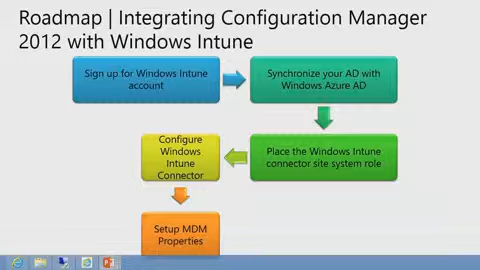 Roadmap | Integrating Configuration Manager
2012 with Windows Intune
Sign up for Windows Intune
account
Synchronize your AD with
Windows Azure AD
Configure
Windows
Intune
Connector
Place the Windows Intune
connector site system role
Setup MDM
Properties